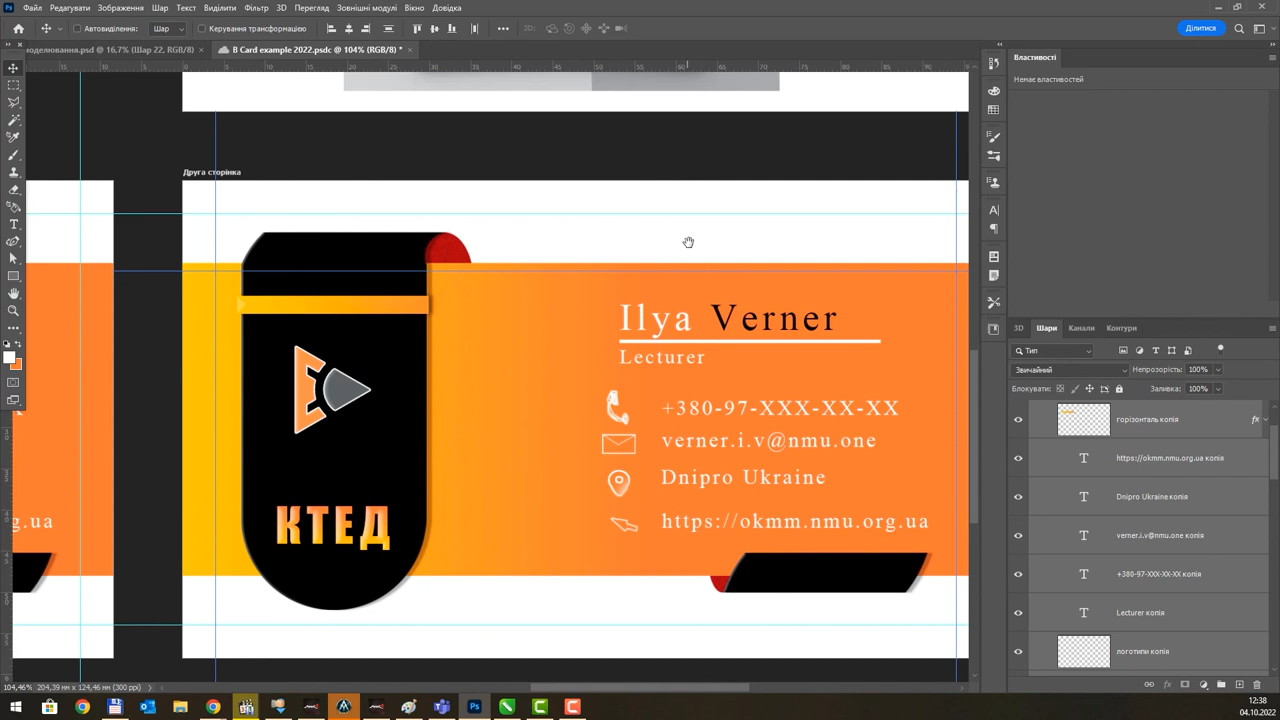 Файл Редагувати Зображення Шар Текст Виділити Фільтр 3D Перегляд Зовнішні модулі Вікно Довідка
Автовиділення: Шар Керування трансформацією 3D: Ділитися
моделювання.psd @ 16,7% (Шар 22, RGB/8) × B Card example 2022.psdc @ 104% (RGB/8) * ×
Властивості
Немає властивостей
Друга сторінка
Ilya Verner
Lecturer
+380-97-XXX-XX-XX
verner.i.v@nmu.one
Dnipro Ukraine
https://okmm.nmu.org.ua
КТЕД
g.ua
3D Шари Канали Контури
Тип
Звичайний Непрозорість: 100%
Блокувати: Заливка: 100%
горізонталь копія fx
https://okmm.nmu.org.ua копія
Dnipro Ukraine копія
verner.i.v@nmu.one копія
+380-97-XXX-XX-XX копія
Lecturer копія
логотипи копія
104,46% 204,39 мм x 124,46 мм (300 ppi)
12:38
04.10.2022